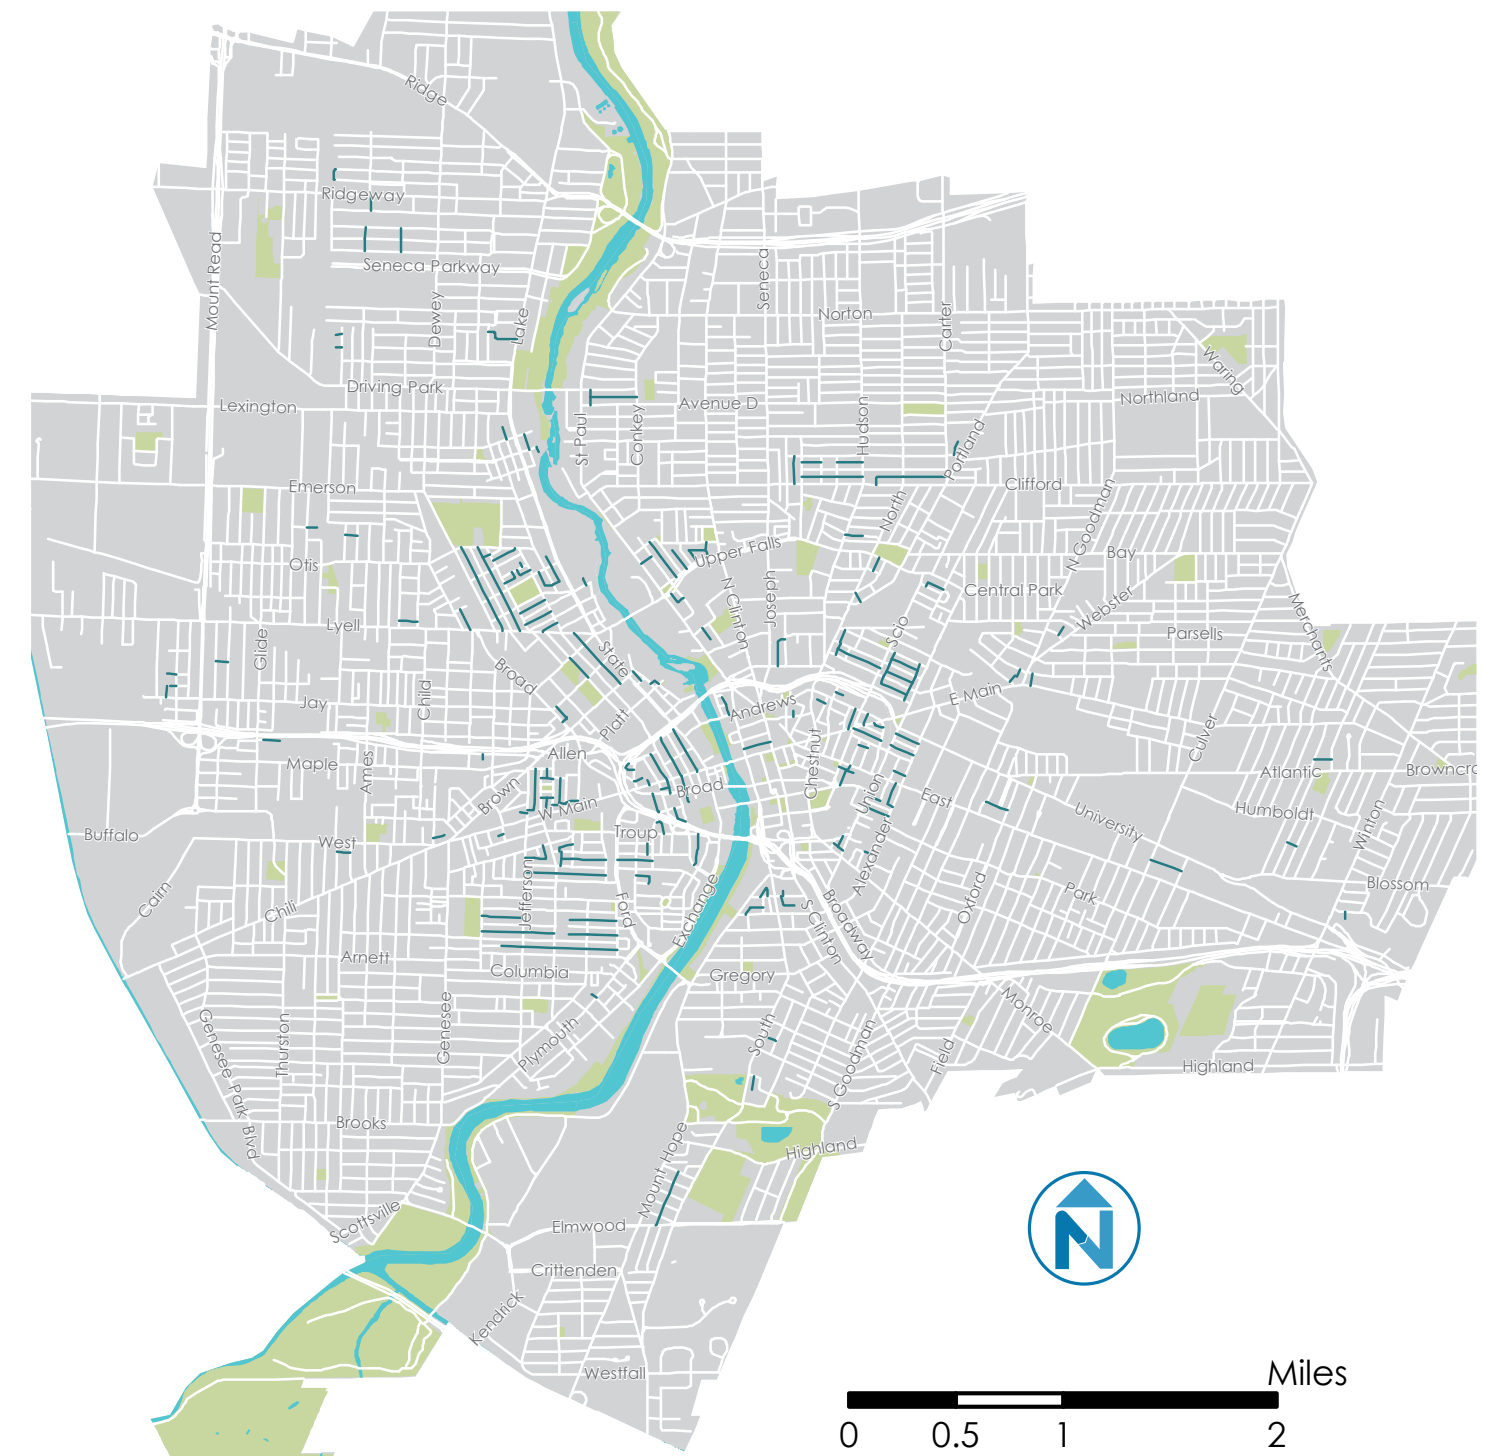 Ridge
Ridgeway
Mount Read
Seneca Parkway
Seneca
Dewey
Lake
Norton
Carter
Waring
Driving Park
Lexington
Northland
Avenue D
St Paul
Conkey
Hudson
Portland
Emerson
Clifford
North
N Goodman
Upper Falls
Bay
Otis
Joseph
N Clinton
Central Park
Webster
Merchants
Lyell
Scio
Parsells
Glide
State
Broad
Child
Jay
E Main
Andrews
Platt
Culver
Allen
Chestnut
Maple
Ames
Atlantic
Browncro
Brown
Broad
Union
East
W Main
Humboldt
University
Winton
Troup
Buffalo
West
Alexander
Blossom
Cairn
Jefferson
Exchange
Oxford
Park
Chili
Ford
S Clinton
Broadway
Arnett
Columbia
Gregory
Genesee
Monroe
Genesee Park Blvd
Thurston
Plymouth
South
S Goodman
Field
Highland
Brooks
Mount Hope
Highland
Scottsville
Elmwood
N
Crittenden
Kendrick
Westfall
Miles
0 0.5 1 2